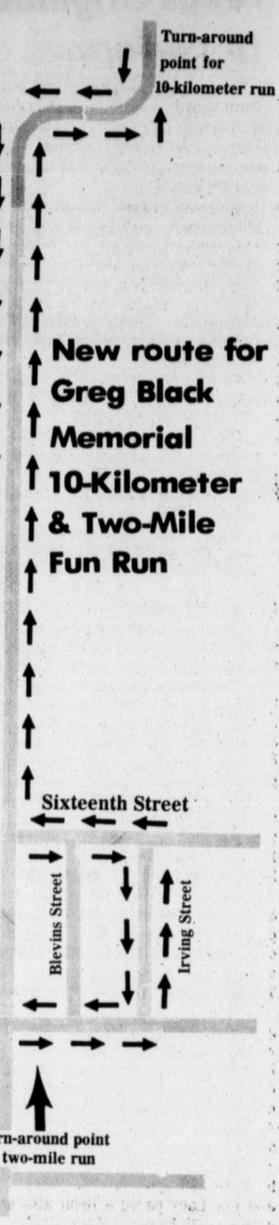 Turn-around
point for
10-kilometer run
New route for
Greg Black
Memorial
10-Kilometer
& Two-Mile
Fun Run
Sixteenth Street
Blevins Street
Irving Street
rn-around point
two-mile run